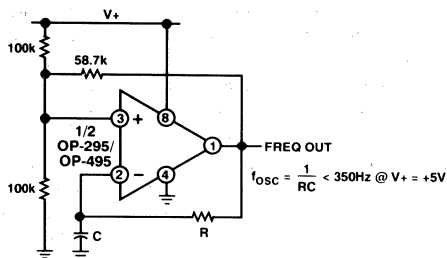 V+
100k
58.7k
3 + 8
1/2
OP-295/
OP-495
1
FREQ OUT
2 − 4
fOSC = 1/RC < 350Hz @ V+ = +5V
100k
C
R